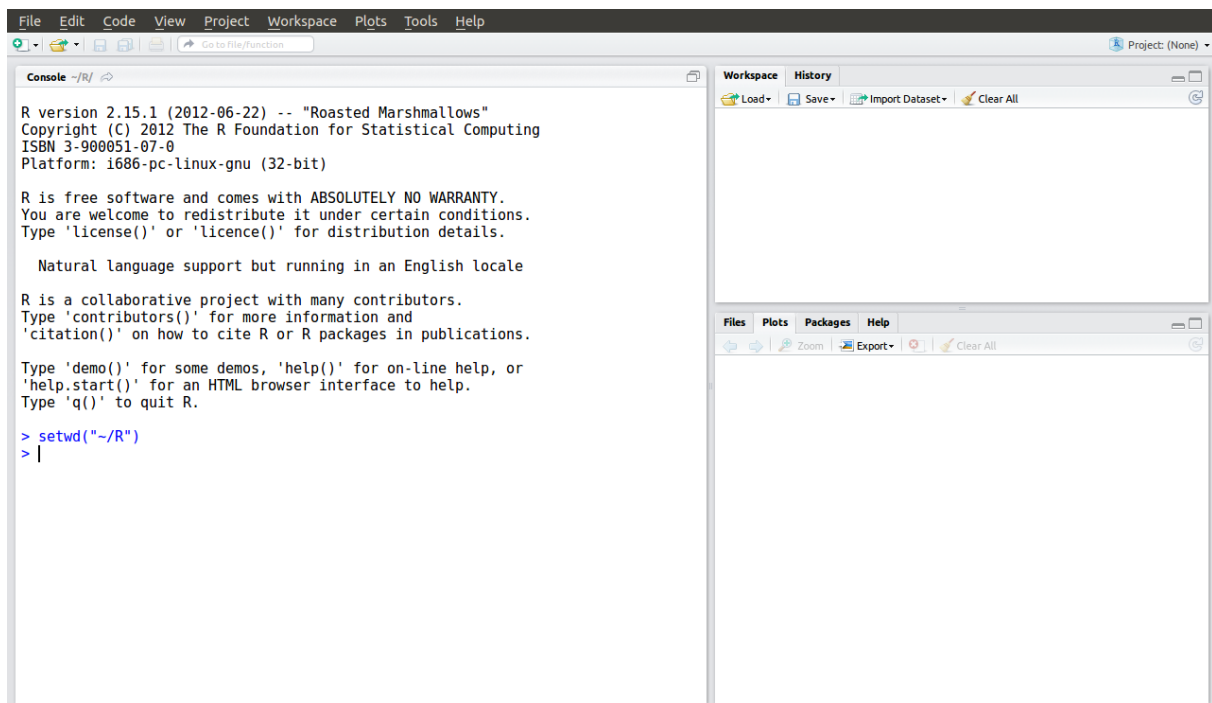 File Edit Code View Project Workspace Plots Tools Help
Go to file/function
Project: (None)
Console ~/R/
R version 2.15.1 (2012-06-22) -- "Roasted Marshmallows"
Copyright (C) 2012 The R Foundation for Statistical Computing
ISBN 3-900051-07-0
Platform: i686-pc-linux-gnu (32-bit)
R is free software and comes with ABSOLUTELY NO WARRANTY.
You are welcome to redistribute it under certain conditions.
Type 'license()' or 'licence()' for distribution details.
Natural language support but running in an English locale
R is a collaborative project with many contributors.
Type 'contributors()' for more information and
'citation()' on how to cite R or R packages in publications.
Type 'demo()' for some demos, 'help()' for on-line help, or
'help.start()' for an HTML browser interface to help.
Type 'q()' to quit R.
> setwd("~/R")
>
Workspace History
Load Save Import Dataset Clear All
Files Plots Packages Help
Zoom Export Clear All